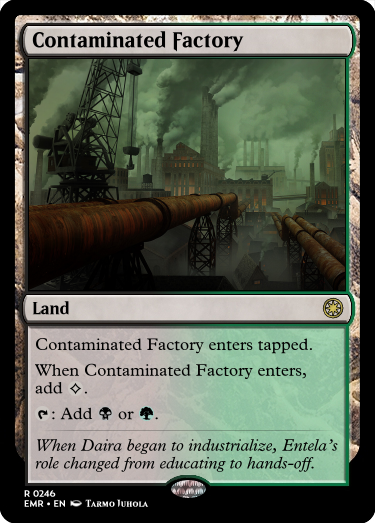 Contaminated Factory
Land
Contaminated Factory enters tapped.
When Contaminated Factory enters,
add .
: Add or .
When Daira began to industrialize, Entela's
role changed from educating to hands-off.
R 0246
EMR • EN Tarmo Juhola